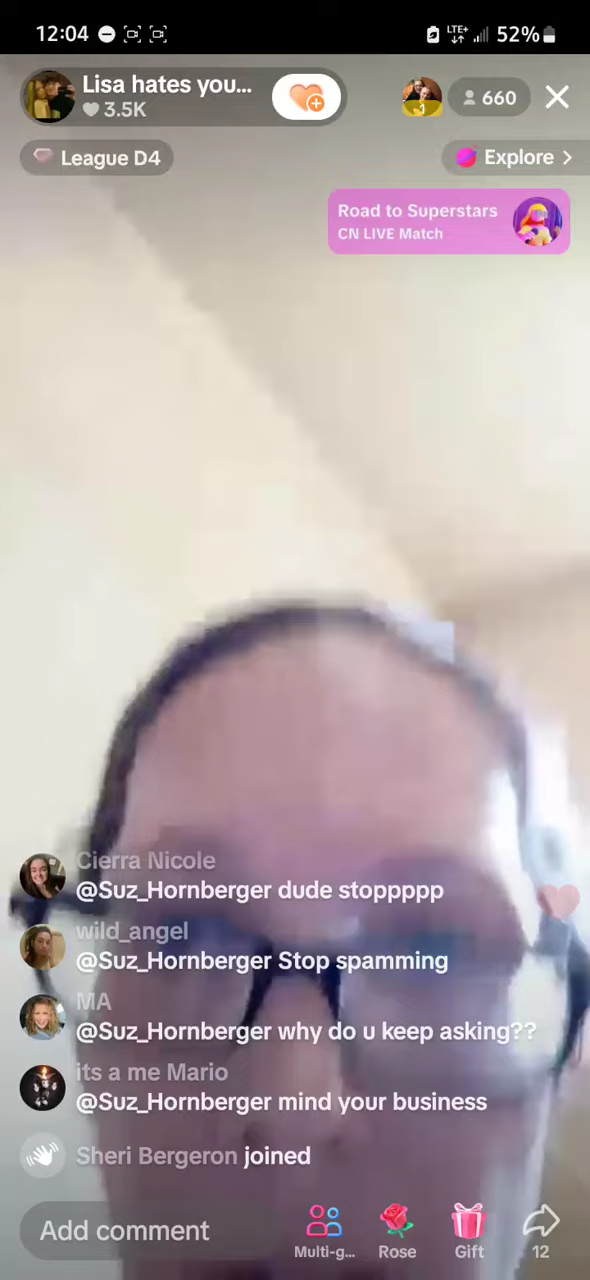 12:04
LTE+
52%
Lisa hates you...
3.5K
1
660
League D4
Explore >
Road to Superstars
CN LIVE Match
Cierra Nicole
@Suz_Hornberger dude stoppppp
wild_angel
@Suz_Hornberger Stop spamming
MA
@Suz_Hornberger why do u keep asking??
its a me Mario
@Suz_Hornberger mind your business
Sheri Bergeron joined
Add comment
Multi-g...
Rose
Gift
12